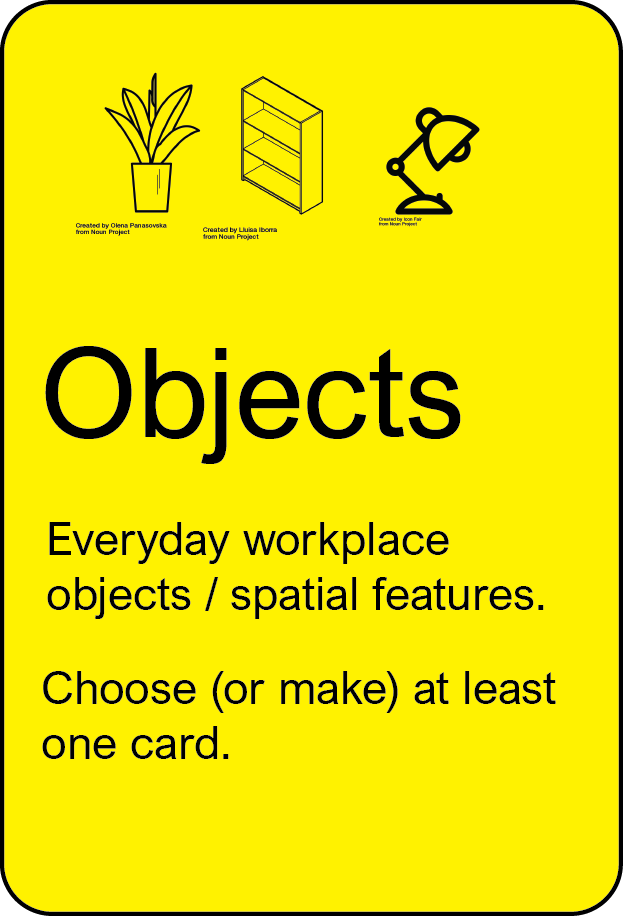 Created by Olena Panasovska
from Noun Project
Created by Lluisa Iborra
from Noun Project
Created by Icon Fair
from Noun Project
Objects
Everyday workplace
objects / spatial features.
Choose (or make) at least
one card.